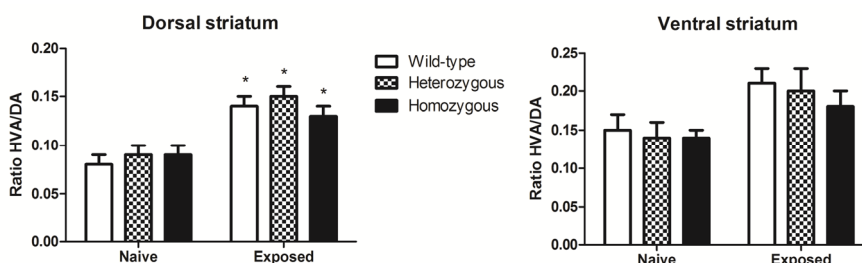 Dorsal striatum
Ratio HVA/DA
0.20
0.15
0.10
0.05
0.00
* * *
Naive Exposed
Wild-type
Heterozygous
Homozygous
Ventral striatum
Ratio HVA/DA
0.25
0.20
0.15
0.10
0.05
0.00
Naive Exposed